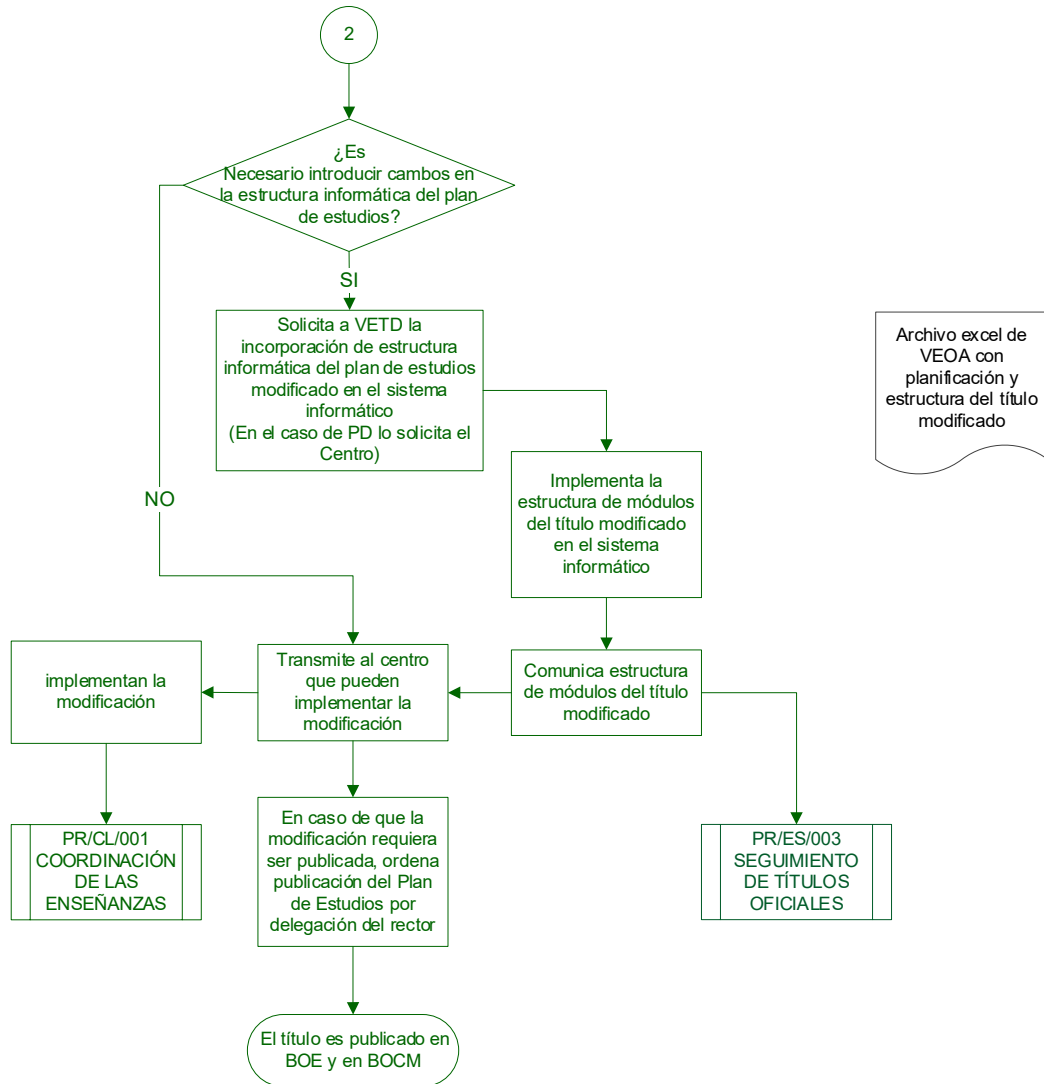 2
¿Es
Necesario introducir cambos en
la estructura informática del plan
de estudios?
SI
Solicita a VETD la
incorporación de estructura
informática del plan de estudios
modificado en el sistema
informático
(En el caso de PD lo solicita el
Centro)
Archivo excel de
VEOA con
planificación y
estructura del título
modificado
NO
Implementa la
estructura de módulos
del título modificado
en el sistema
informático
implementan la
modificación
Transmite al centro
que pueden
implementar la
modificación
Comunica estructura
de módulos del título
modificado
PR/CL/001
COORDINACIÓN
DE LAS
ENSEÑANZAS
En caso de que la
modificación requiera
ser publicada, ordena
publicación del Plan
de Estudios por
delegación del rector
PR/ES/003
SEGUIMIENTO
DE TÍTULOS
OFICIALES
El título es publicado en
BOE y en BOCM